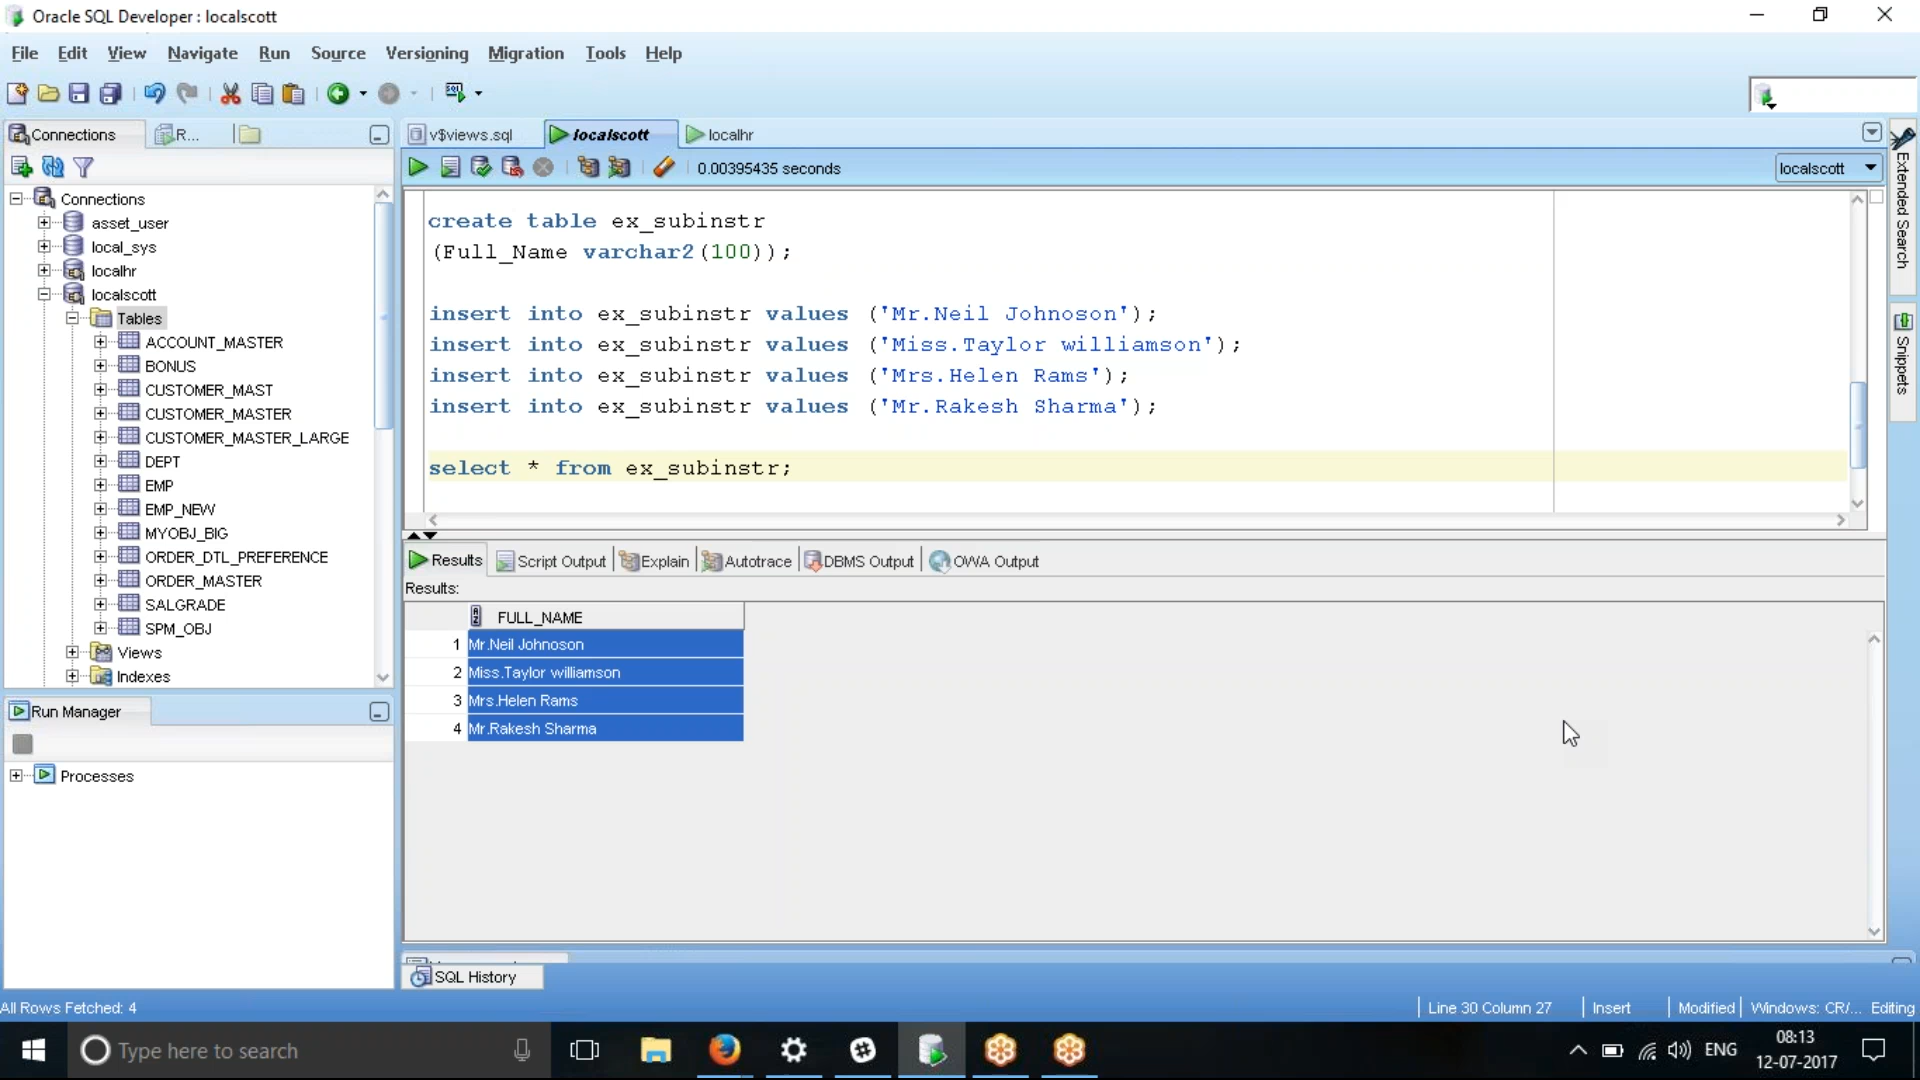 Oracle SQL Developer : localscott
File Edit View Navigate Run Source Versioning Migration Tools Help
Connections
R...
v$views.sql
localscott
localhr
0.00395435 seconds
localscott
Connections
asset_user
local_sys
localhr
localscott
Tables
ACCOUNT_MASTER
BONUS
CUSTOMER_MAST
CUSTOMER_MASTER
CUSTOMER_MASTER_LARGE
DEPT
EMP
EMP_NEW
MYOBJ_BIG
ORDER_DTL_PREFERENCE
ORDER_MASTER
SALGRADE
SPM_OBJ
Views
Indexes
Run Manager
Processes
create table ex_subinstr
(Full_Name varchar2(100));
insert into ex_subinstr values ('Mr.Neil Johnoson');
insert into ex_subinstr values ('Miss.Taylor williamson');
insert into ex_subinstr values ('Mrs.Helen Rams');
insert into ex_subinstr values ('Mr.Rakesh Sharma');
select * from ex_subinstr;
Results Script Output Explain Autotrace DBMS Output OWA Output
Results:
FULL_NAME
1 Mr.Neil Johnoson
2 Miss.Taylor williamson
3 Mrs.Helen Rams
4 Mr.Rakesh Sharma
Extended Search
Snippets
SQL History
All Rows Fetched: 4
Line 30 Column 27 Insert Modified Windows: CR/... Editing
Type here to search
ENG
08:13
12-07-2017